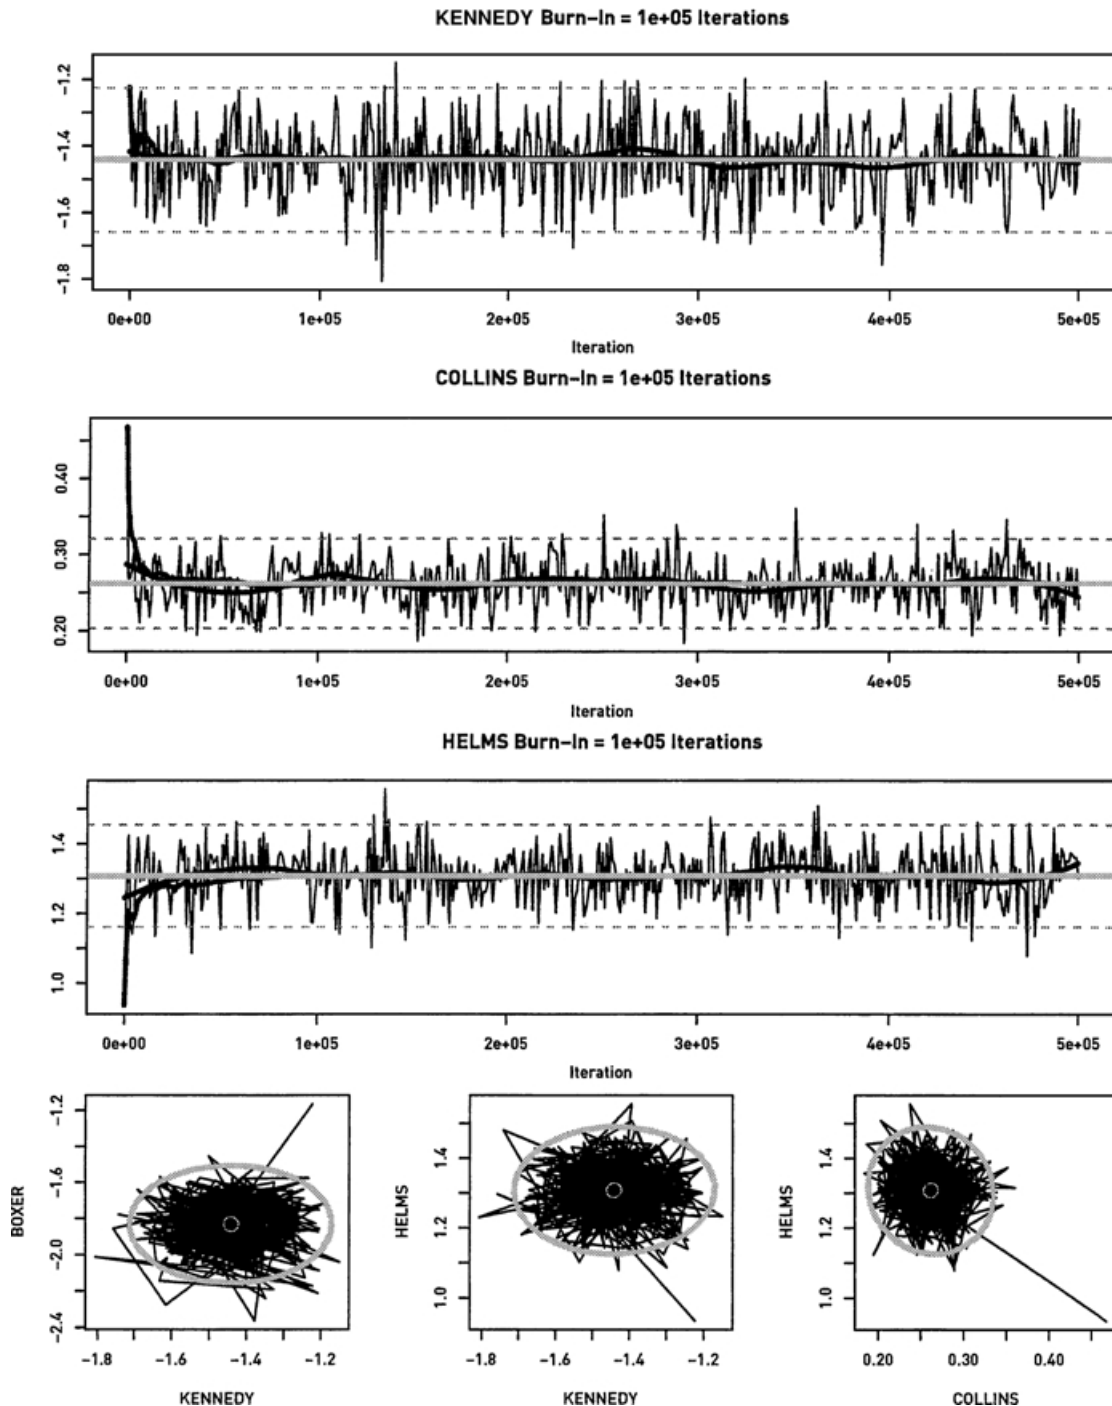 KENNEDY Burn–In = 1e+05 Iterations
−1.2
−1.4
−1.6
−1.8
0e+00 1e+05 2e+05 3e+05 4e+05 5e+05
Iteration
COLLINS Burn–In = 1e+05 Iterations
0.40
0.30
0.20
0e+00 1e+05 2e+05 3e+05 4e+05 5e+05
Iteration
HELMS Burn–In = 1e+05 Iterations
1.4
1.2
1.0
0e+00 1e+05 2e+05 3e+05 4e+05 5e+05
Iteration
BOXER
−1.2
−1.6
−2.0
−2.4
−1.8 −1.6 −1.4 −1.2
KENNEDY
HELMS
1.4
1.2
1.0
−1.8 −1.6 −1.4 −1.2
KENNEDY
HELMS
1.4
1.2
1.0
0.20 0.30 0.40
COLLINS